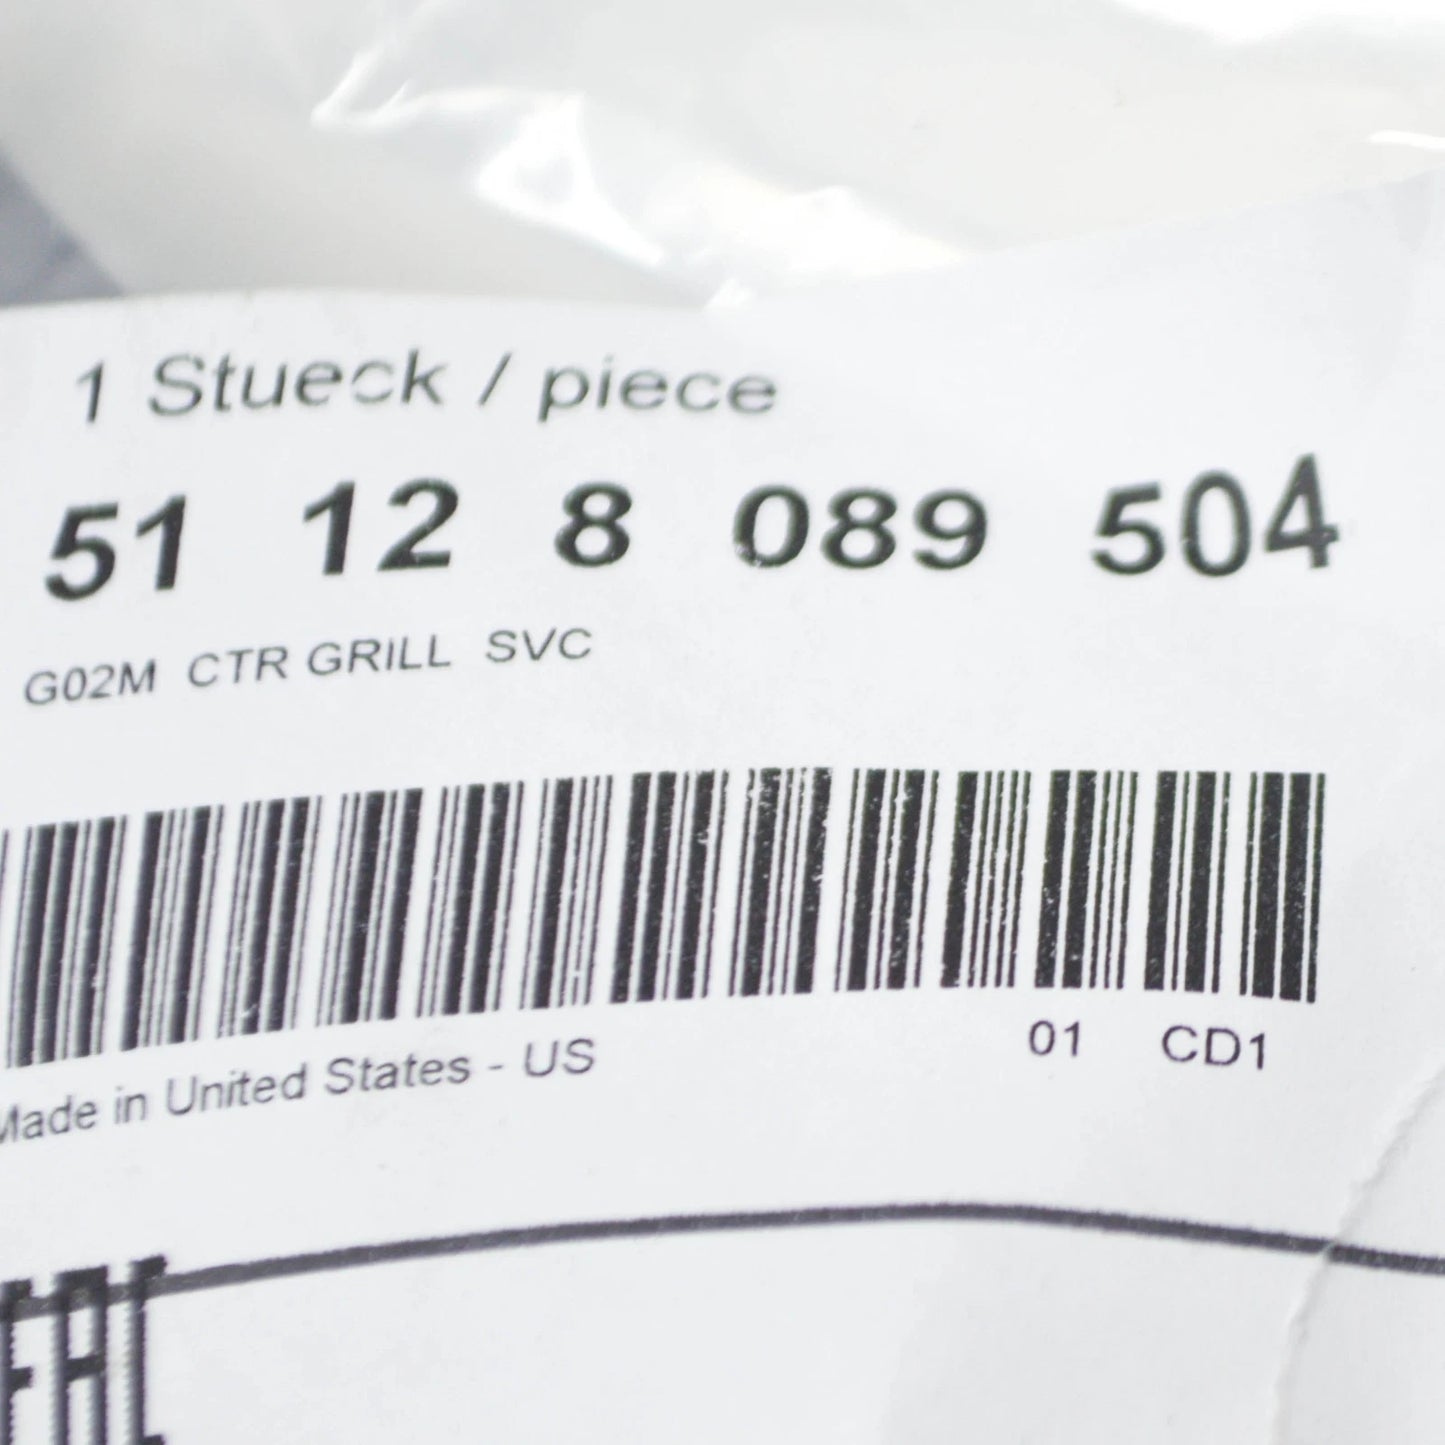 1 Stueck / piece
51 12 8 089 504
G02M CTR GRILL SVC
01 CD1
Made in United States - US
EAC